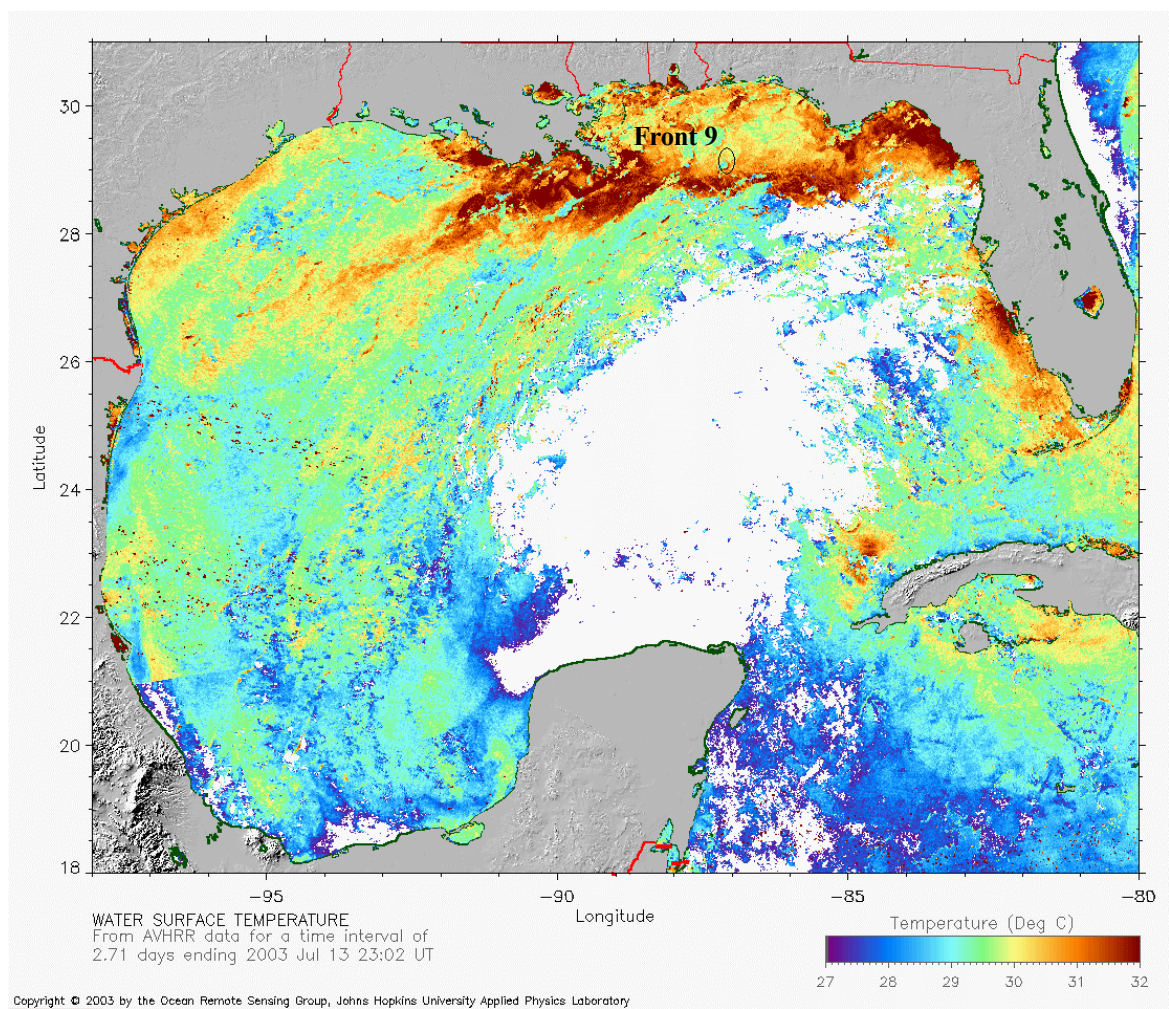 30
28
26
24
22
20
18
Latitude
Front 9
-95
-90
-85
-80
Longitude
WATER SURFACE TEMPERATURE
From AVHRR data for a time interval of
2.71 days ending 2003 Jul 13 23:02 UT
Temperature (Deg C)
27 28 29 30 31 32
Copyright © 2003 by the Ocean Remote Sensing Group, Johns Hopkins University Applied Physics Laboratory